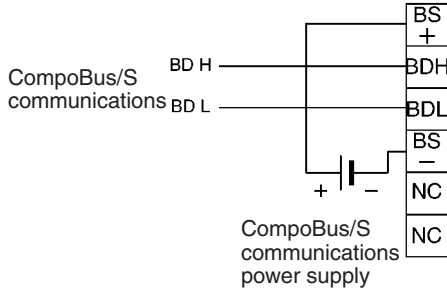 CompoBus/S
communications
BD H
BD L
BS
+
BDH
BDL
BS
−
NC
NC
+ −
CompoBus/S
communications
power supply